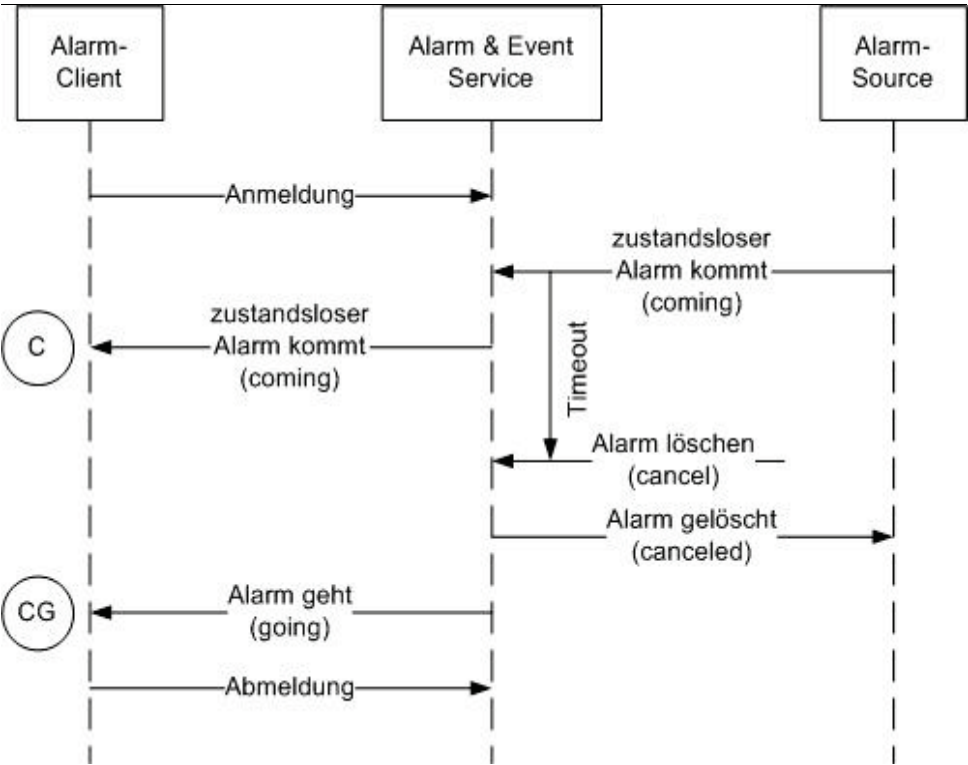 Alarm-
Client
Alarm & Event
Service
Alarm-
Source
Anmeldung
zustandsloser
Alarm kommt
(coming)
zustandsloser
Alarm kommt
(coming)
C
Timeout
Alarm löschen
(cancel)
Alarm gelöscht
(canceled)
Alarm geht
(going)
CG
Abmeldung